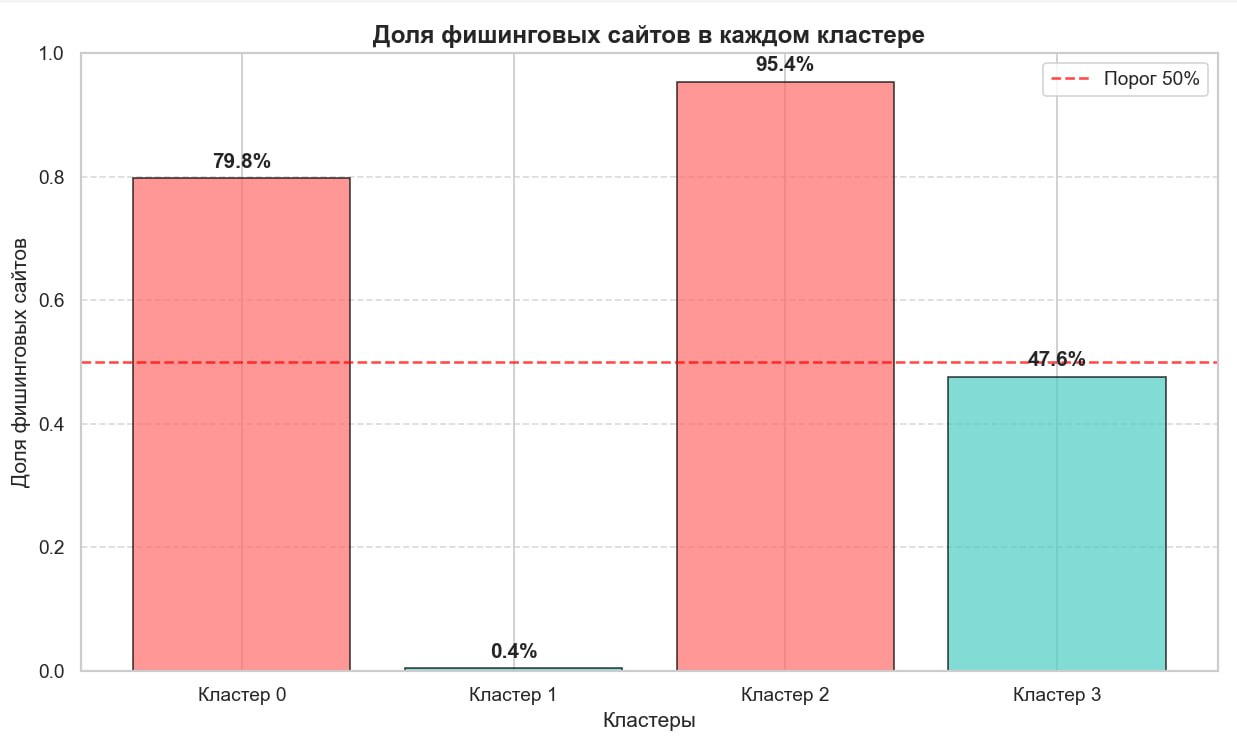 Доля фишинговых сайтов в каждом кластере
Доля фишинговых сайтов
1.0
0.8
0.6
0.4
0.2
0.0
79.8%
0.4%
95.4%
47.6%
Порог 50%
Кластер 0
Кластер 1
Кластер 2
Кластер 3
Кластеры